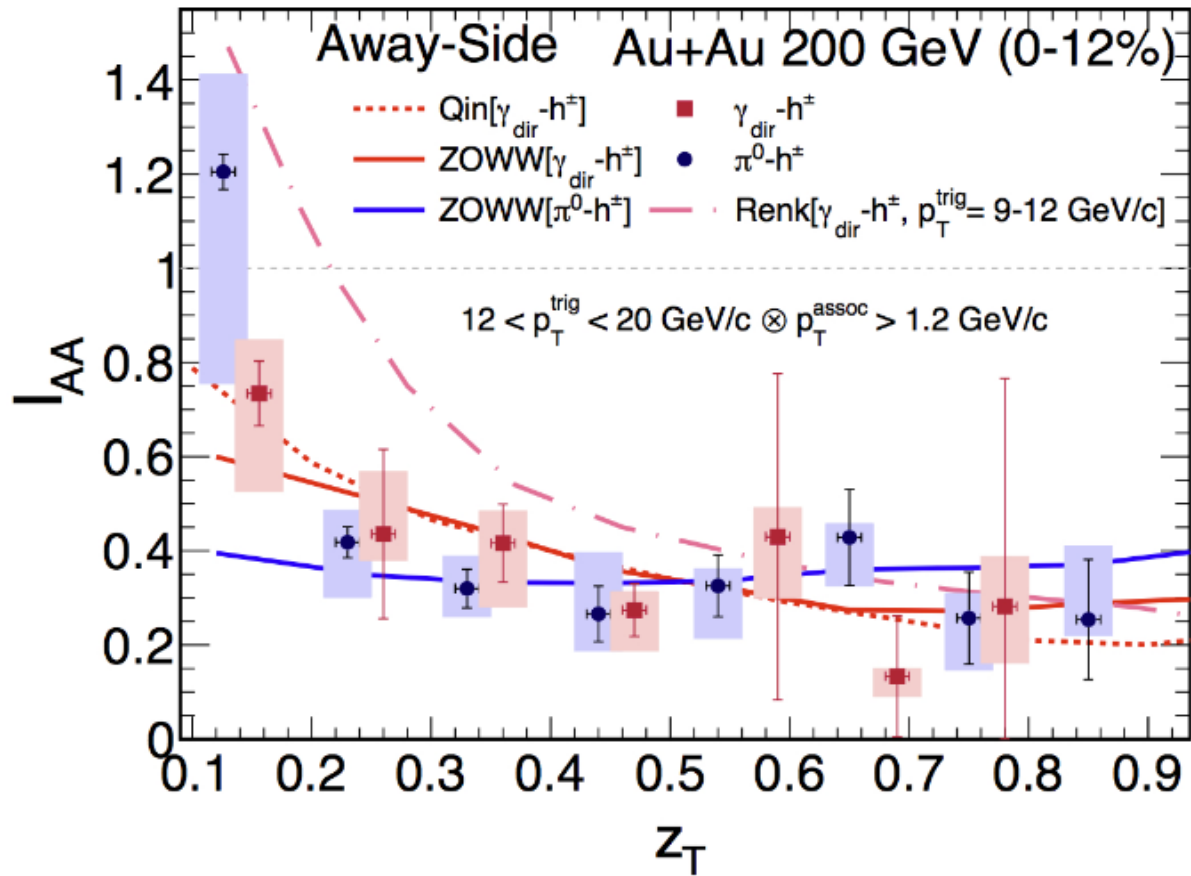 Away-Side Au+Au 200 GeV (0-12%)
Qin[γdir-h±] γdir-h±
ZOWW[γdir-h±] π0-h±
ZOWW[π0-h±] Renk[γdir-h±, pTtrig= 9-12 GeV/c]
12 < pTtrig < 20 GeV/c ⊗ pTassoc > 1.2 GeV/c
IAA
1.4
1.2
1
0.8
0.6
0.4
0.2
0
0.1 0.2 0.3 0.4 0.5 0.6 0.7 0.8 0.9
zT